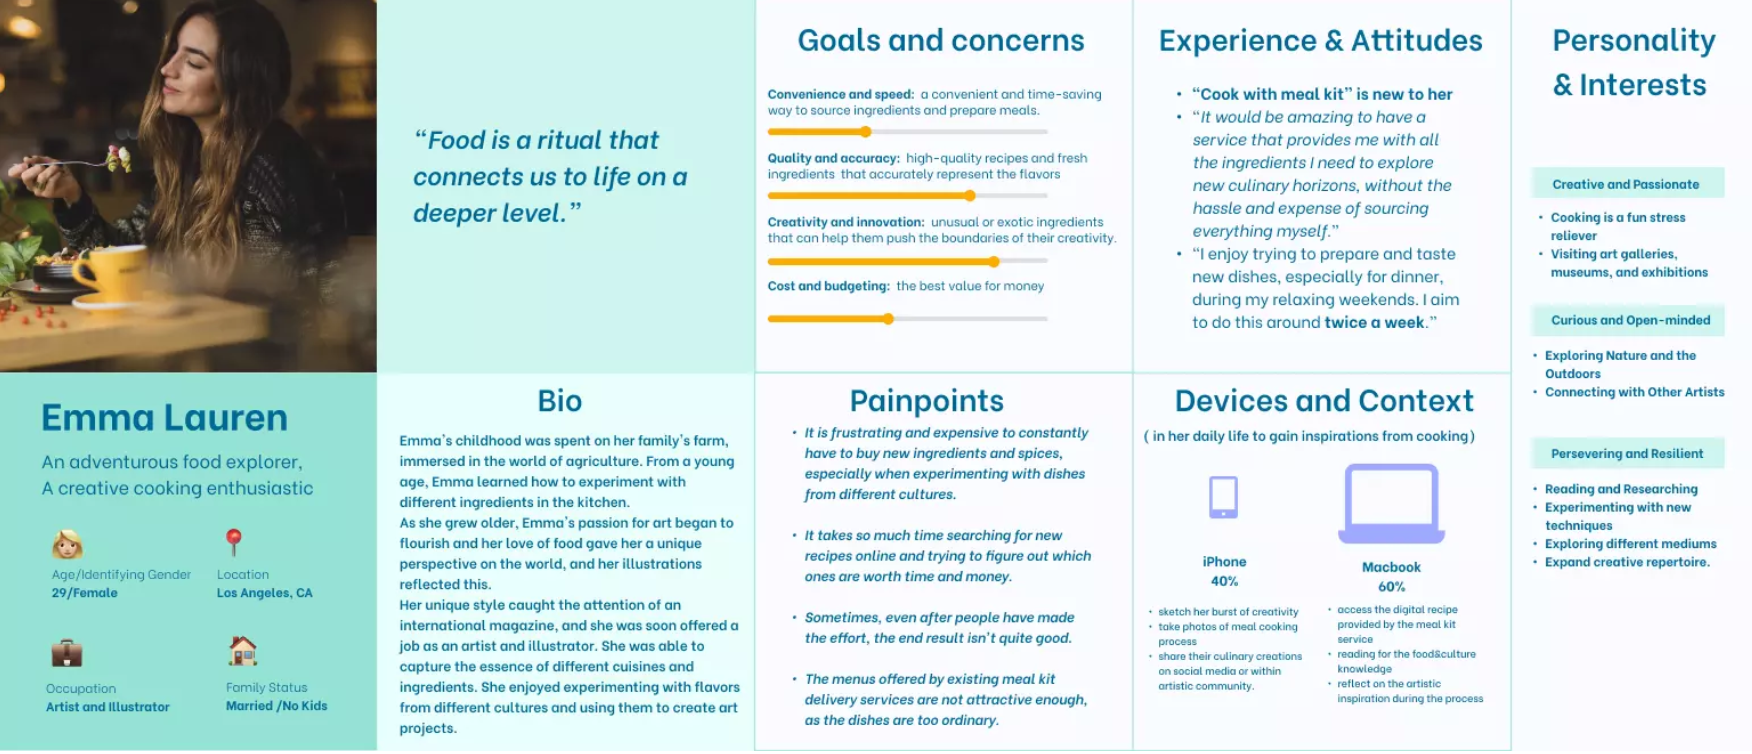 “Food is a ritual that
connects us to life on a
deeper level.”
Goals and concerns
Convenience and speed: a convenient and time-saving
way to source ingredients and prepare meals.
Quality and accuracy: high-quality recipes and fresh
ingredients that accurately represent the flavors
Creativity and innovation: unusual or exotic ingredients
that can help them push the boundaries of their creativity.
Cost and budgeting: the best value for money
Experience & Attitudes
• “Cook with meal kit” is new to her
• “It would be amazing to have a
service that provides me with all
the ingredients I need to explore
new culinary horizons, without the
hassle and expense of sourcing
everything myself.”
• “I enjoy trying to prepare and taste
new dishes, especially for dinner,
during my relaxing weekends. I aim
to do this around twice a week.”
Personality
& Interests
Creative and Passionate
• Cooking is a fun stress
reliever
• Visiting art galleries,
museums, and exhibitions
Curious and Open-minded
• Exploring Nature and the
Outdoors
• Connecting with Other Artists
Persevering and Resilient
• Reading and Researching
• Experimenting with new
techniques
• Exploring different mediums
• Expand creative repertoire.
Emma Lauren
An adventurous food explorer,
A creative cooking enthusiastic
Age/Identifying Gender
29/Female
Location
Los Angeles, CA
Occupation
Artist and Illustrator
Family Status
Married /No Kids
Bio
Emma's childhood was spent on her family's farm,
immersed in the world of agriculture. From a young
age, Emma learned how to experiment with
different ingredients in the kitchen.
As she grew older, Emma's passion for art began to
flourish and her love of food gave her a unique
perspective on the world, and her illustrations
reflected this.
Her unique style caught the attention of an
international magazine, and she was soon offered a
job as an artist and illustrator. She was able to
capture the essence of different cuisines and
ingredients. She enjoyed experimenting with flavors
from different cultures and using them to create art
projects.
Painpoints
• It is frustrating and expensive to constantly
have to buy new ingredients and spices,
especially when experimenting with dishes
from different cultures.
• It takes so much time searching for new
recipes online and trying to figure out which
ones are worth time and money.
• Sometimes, even after people have made
the effort, the end result isn't quite good.
• The menus offered by existing meal kit
delivery services are not attractive enough,
as the dishes are too ordinary.
Devices and Context
( in her daily life to gain inspirations from cooking)
iPhone
40%
• sketch her burst of creativity
• take photos of meal cooking
process
• share their culinary creations
on social media or within
artistic community.
Macbook
60%
• access the digital recipe
provided by the meal kit
service
• reading for the food&culture
knowledge
• reflect on the artistic
inspiration during the process